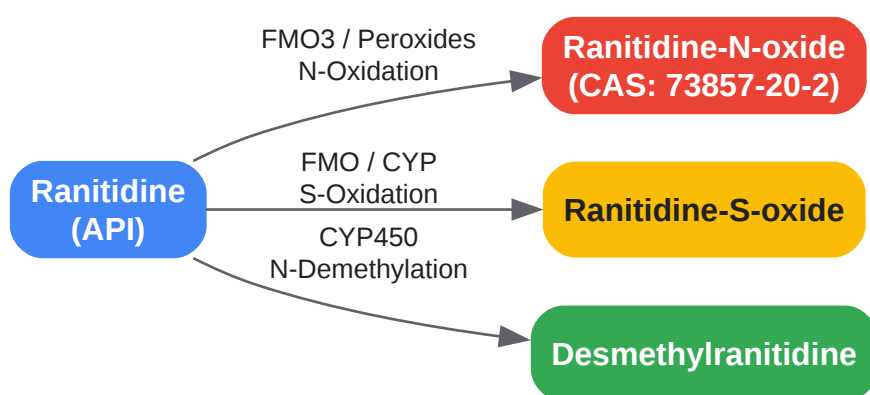 FMO3 / Peroxides
N-Oxidation
Ranitidine-N-oxide
(CAS: 73857-20-2)
Ranitidine
(API)
FMO / CYP
S-Oxidation
Ranitidine-S-oxide
CYP450
N-Demethylation
Desmethylranitidine